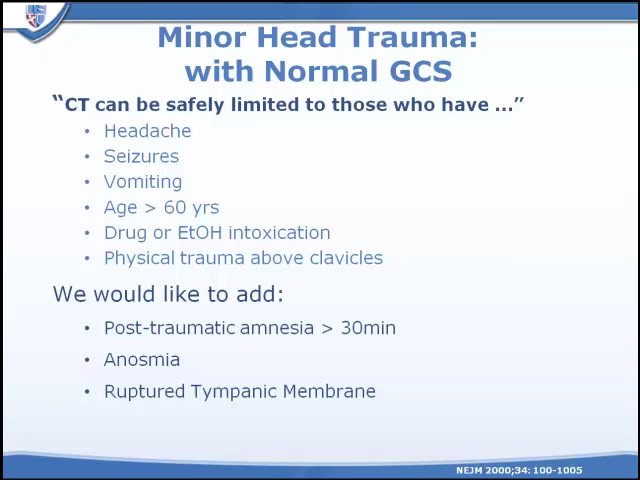 Minor Head Trauma:
with Normal GCS
“CT can be safely limited to those who have …”
• Headache
• Seizures
• Vomiting
• Age > 60 yrs
• Drug or EtOH intoxication
• Physical trauma above clavicles
We would like to add:
• Post-traumatic amnesia > 30min
• Anosmia
• Ruptured Tympanic Membrane
NEJM 2000;34: 100-1005